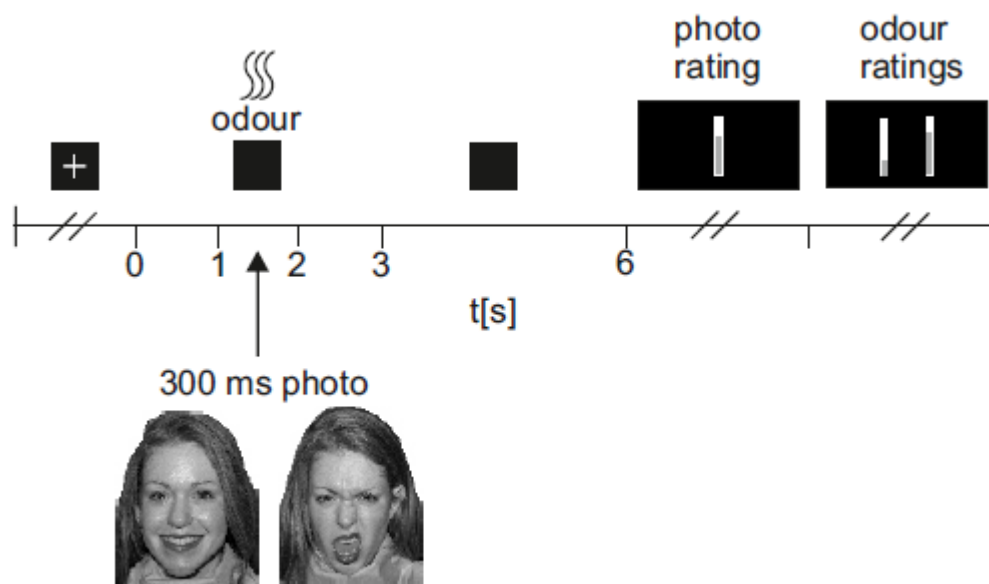 photo
rating
odour
ratings
odour
0 1 2 3 6
t[s]
300 ms photo